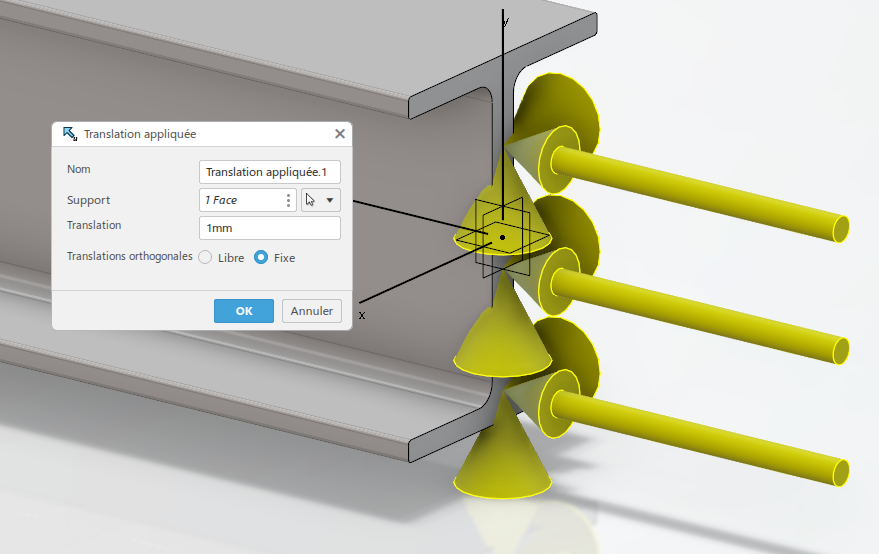 y
Translation appliquée
Nom
Translation appliquée.1
Support
1 Face
Translation
1mm
Translations orthogonales
Libre
Fixe
OK
Annuler
x